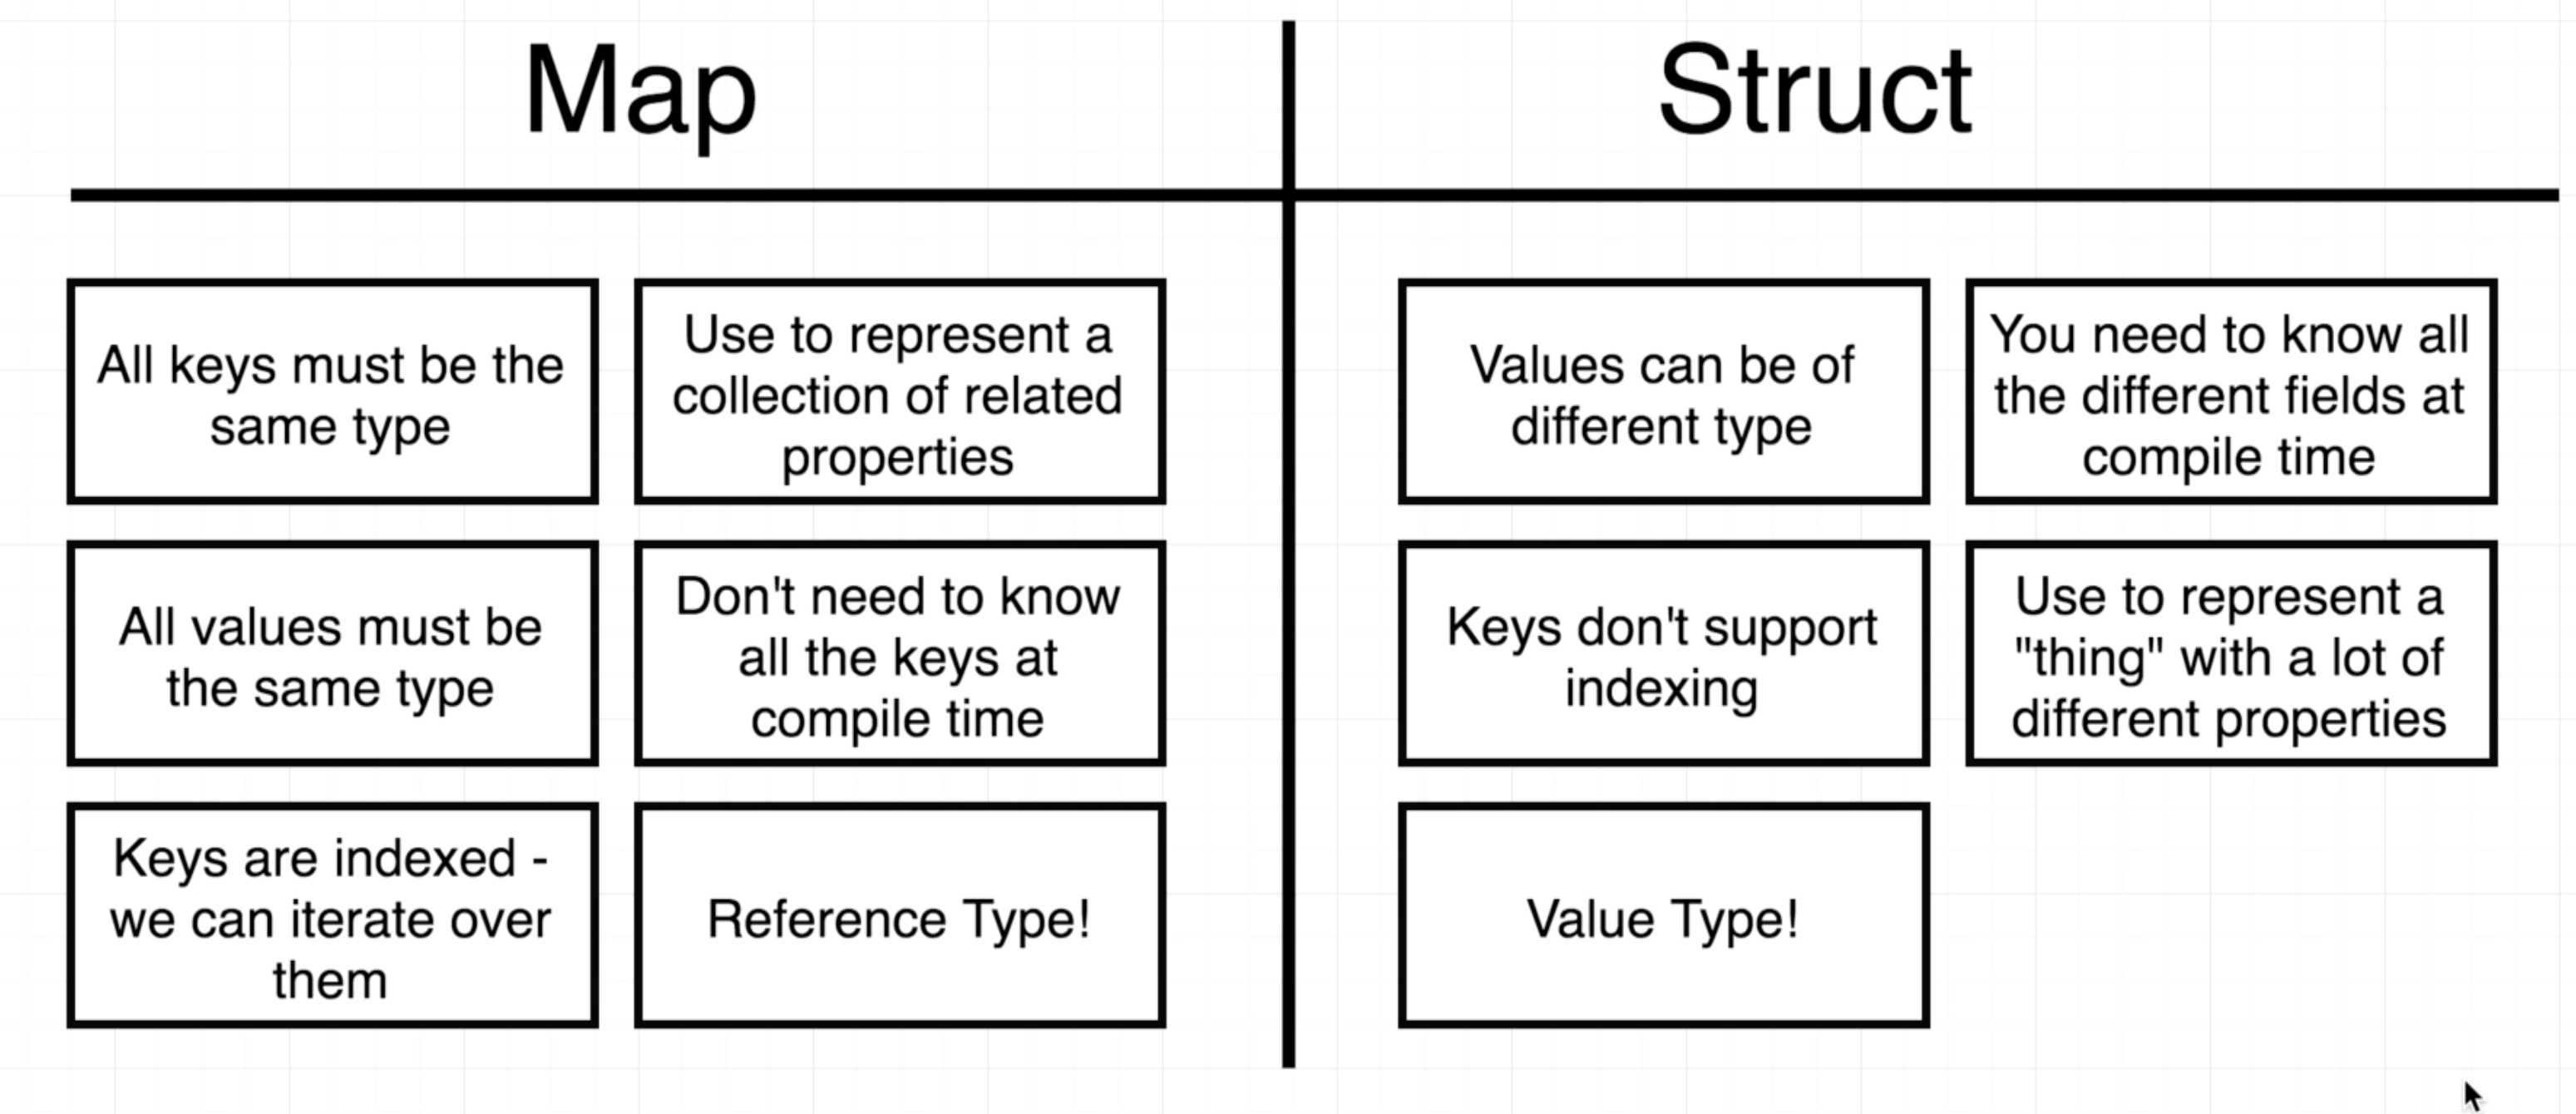 Map
Struct
All keys must be the
same type
Use to represent a
collection of related
properties
Values can be of
different type
You need to know all
the different fields at
compile time
All values must be
the same type
Don't need to know
all the keys at
compile time
Keys don't support
indexing
Use to represent a
"thing" with a lot of
different properties
Keys are indexed -
we can iterate over
them
Reference Type!
Value Type!